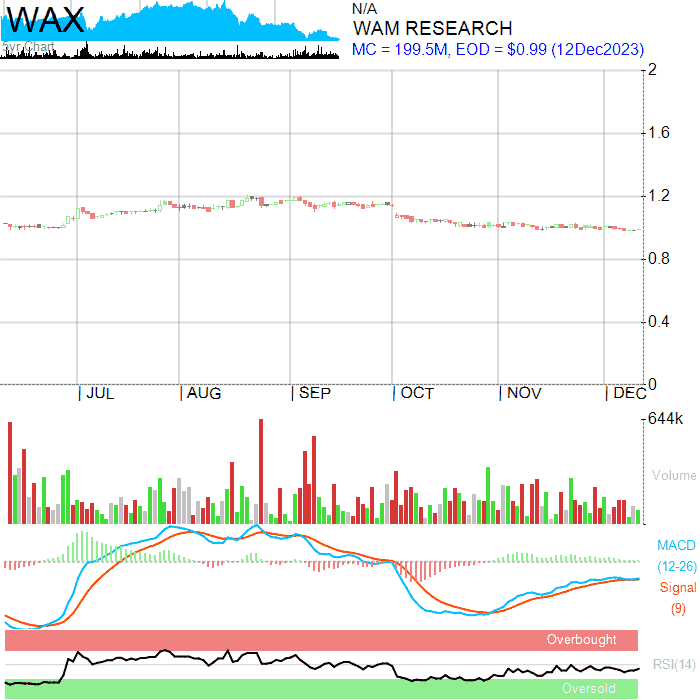 WAX
5yr Chart
N/A
WAM RESEARCH
MC = 199.5M, EOD = $0.99 (12Dec2023)
2
1.6
1.2
0.8
0.4
0
JUL AUG SEP OCT NOV DEC
644k
Volume
MACD
(12-26)
Signal
(9)
Overbought
RSI(14)
Oversold